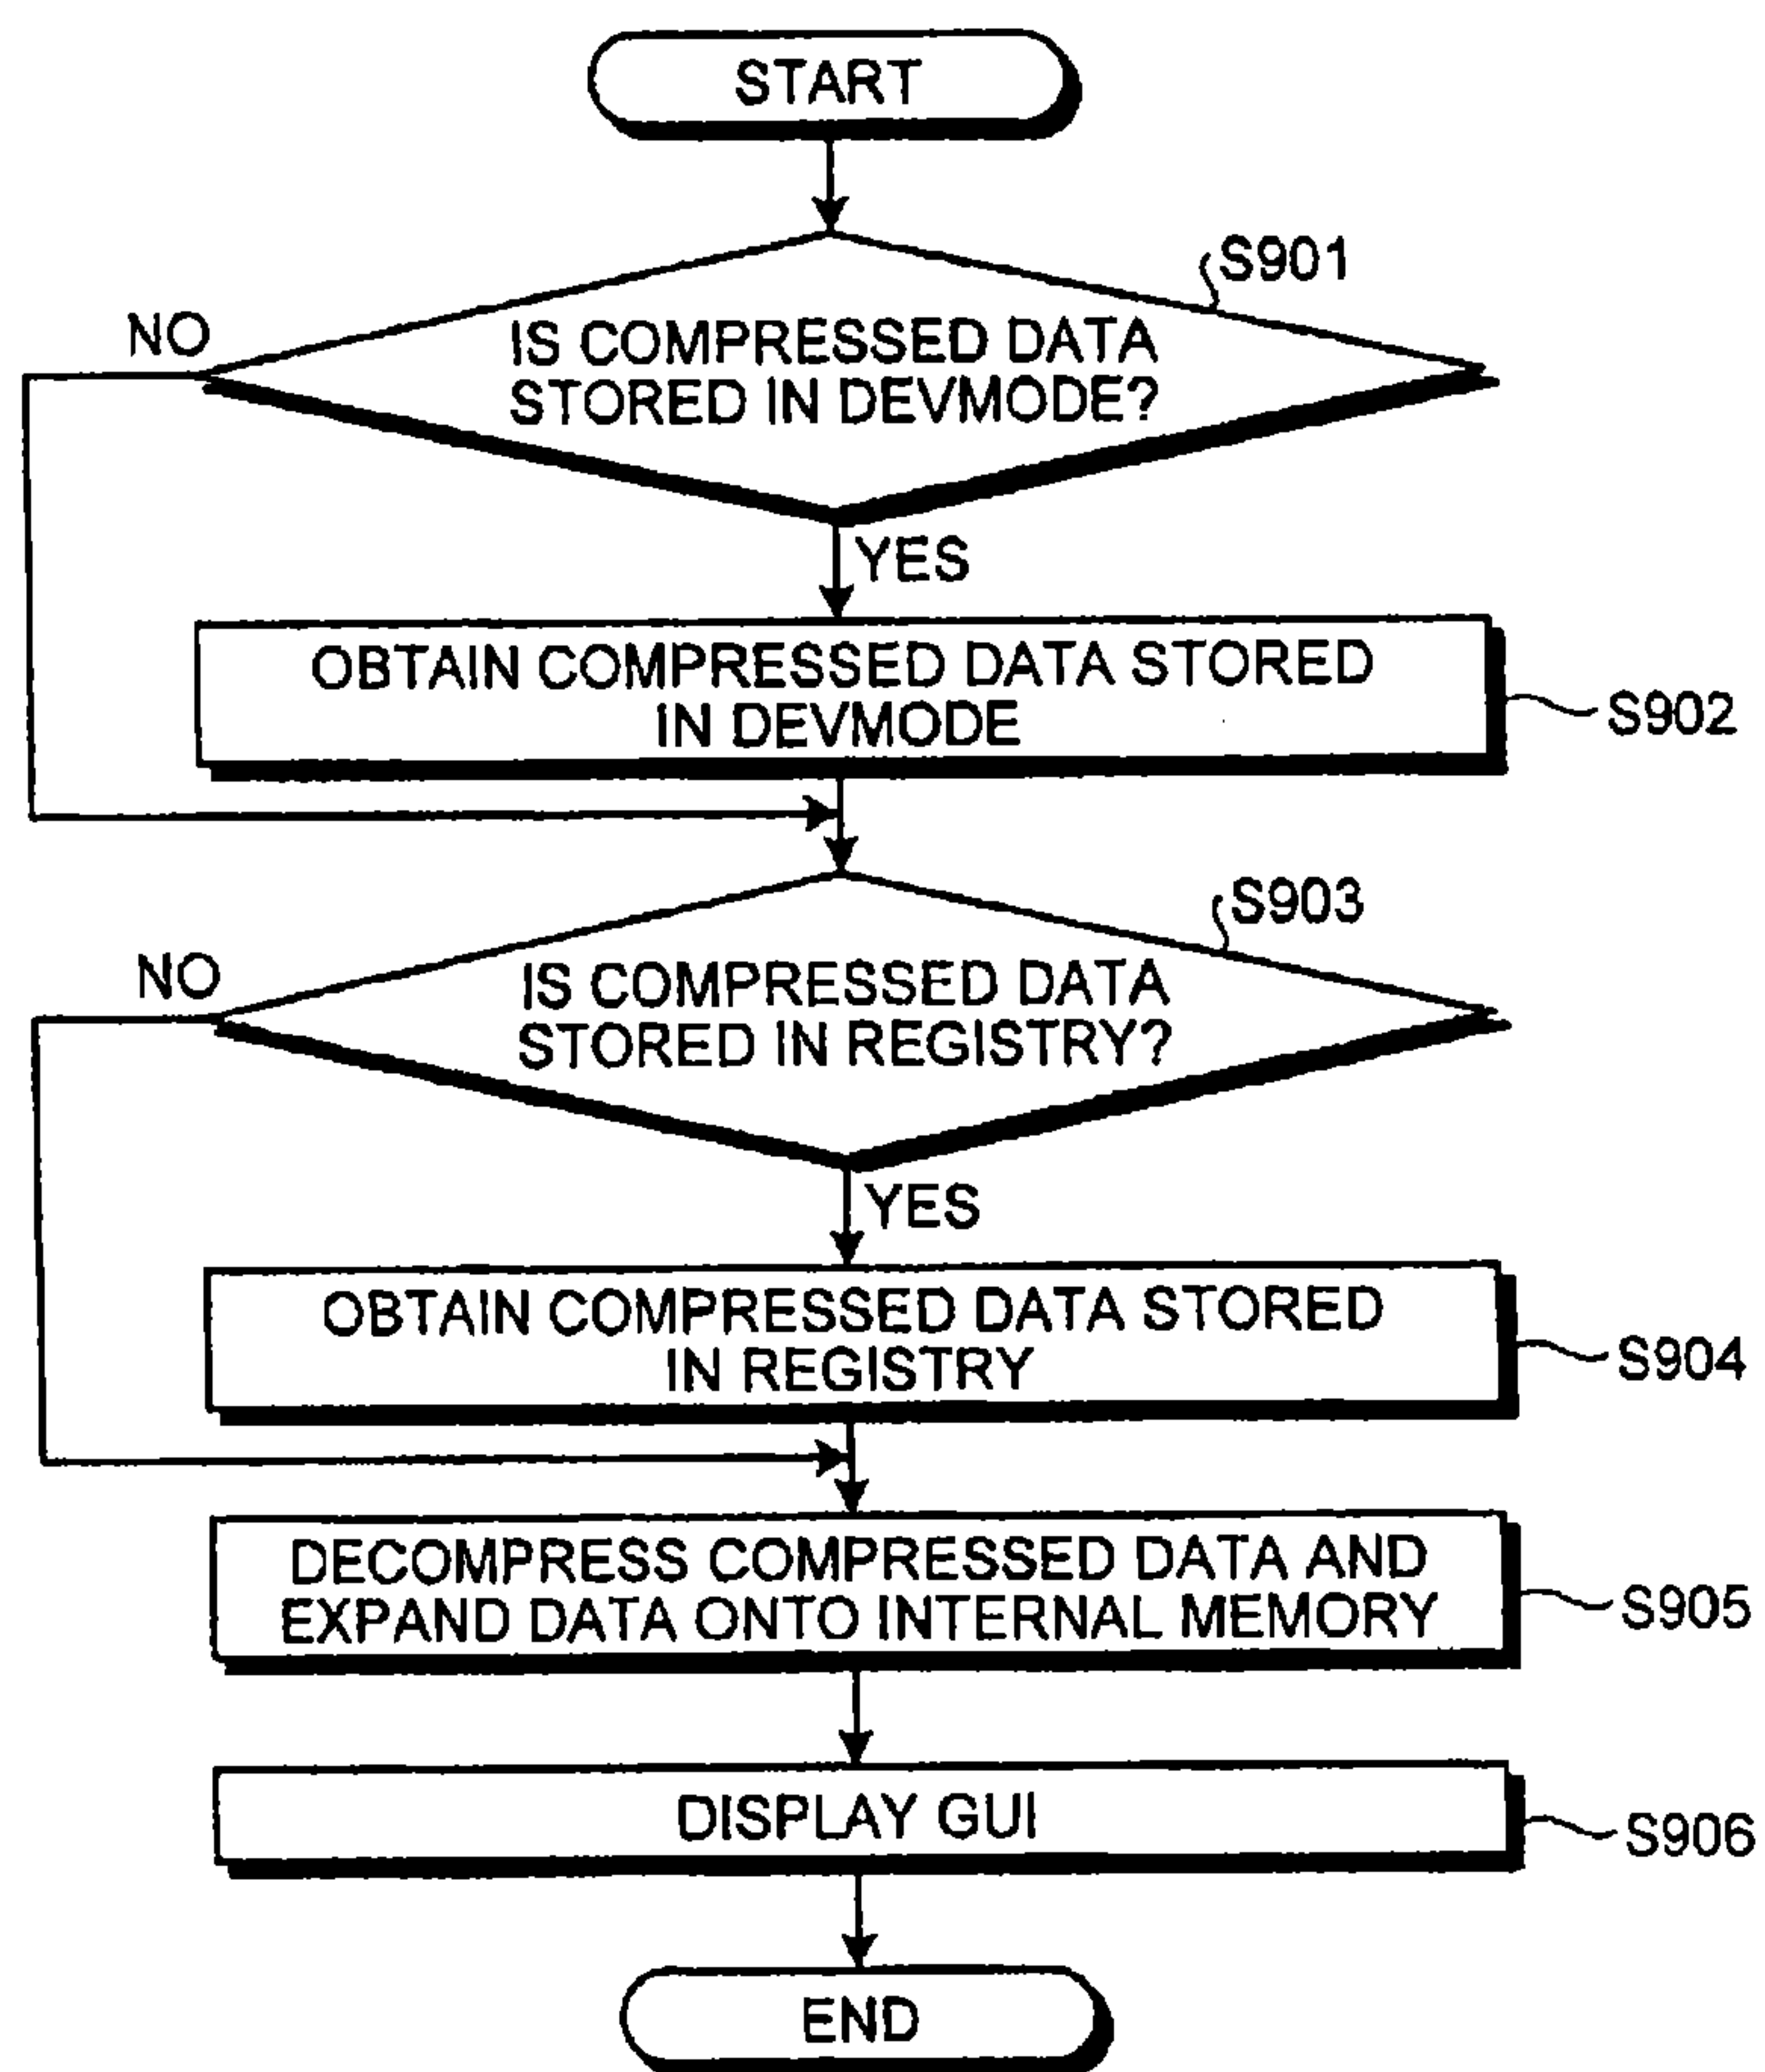 START
S901
NO
IS COMPRESSED DATA
STORED IN DEVMODE?
YES
OBTAIN COMPRESSED DATA STORED
IN DEVMODE
S902
S903
NO
IS COMPRESSED DATA
STORED IN REGISTRY?
YES
OBTAIN COMPRESSED DATA STORED
IN REGISTRY
S904
DECOMPRESS COMPRESSED DATA AND
EXPAND DATA ONTO INTERNAL MEMORY
S905
DISPLAY GUI
S906
END